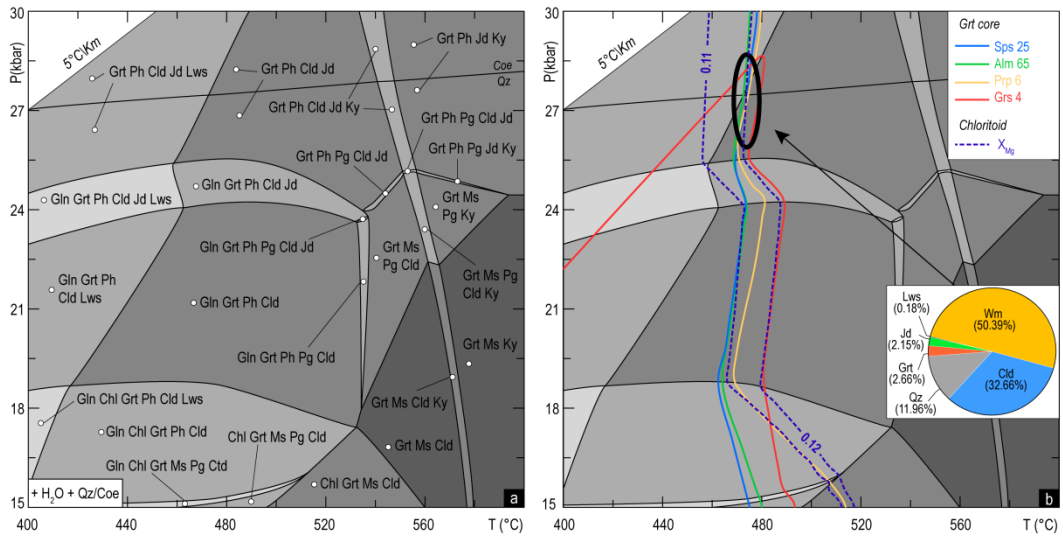 30
27
24
21
18
15
P(kbar)
5°C\Km
Grt Ph Cld Jd Lws
Grt Ph Cld Jd
Grt Ph Jd Ky
Coe
Qz
Grt Ph Cld Jd Ky
Grt Ph Pg Cld Jd
Grt Ph Pg Jd Ky
Grt Ph Pg Cld Jd
Gln Grt Ph Cld Jd Lws
Gln Grt Ph Cld Jd
Grt Ms
Pg Ky
Gln Grt Ph Pg Cld Jd
Grt Ms
Pg Cld
Grt Ms Pg
Cld Ky
Gln Grt Ph
Cld Lws
Gln Grt Ph Cld
Gln Grt Ph Pg Cld
Grt Ms Ky
Grt Ms Cld Ky
Gln Chl Grt Ph Cld Lws
Gln Chl Grt Ph Cld
Chl Grt Ms Pg Cld
Grt Ms Cld
Gln Chl Grt Ms Pg Ctd
Chl Grt Ms Cld
+ H₂O + Qz/Coe
a
400
440
480
520
560
T (°C)
30
27
24
21
18
15
P(kbar)
5°C\Km
0.11
Grt core
Sps 25
Alm 65
Prp 6
Grs 4
Chloritoid
X_Mg
Lws
(0.18%)
Wm
(50.39%)
Jd
(2.15%)
Grt
(2.66%)
Cld
(32.66%)
Qz
(11.96%)
0.12
b
400
440
480
520
560
T (°C)